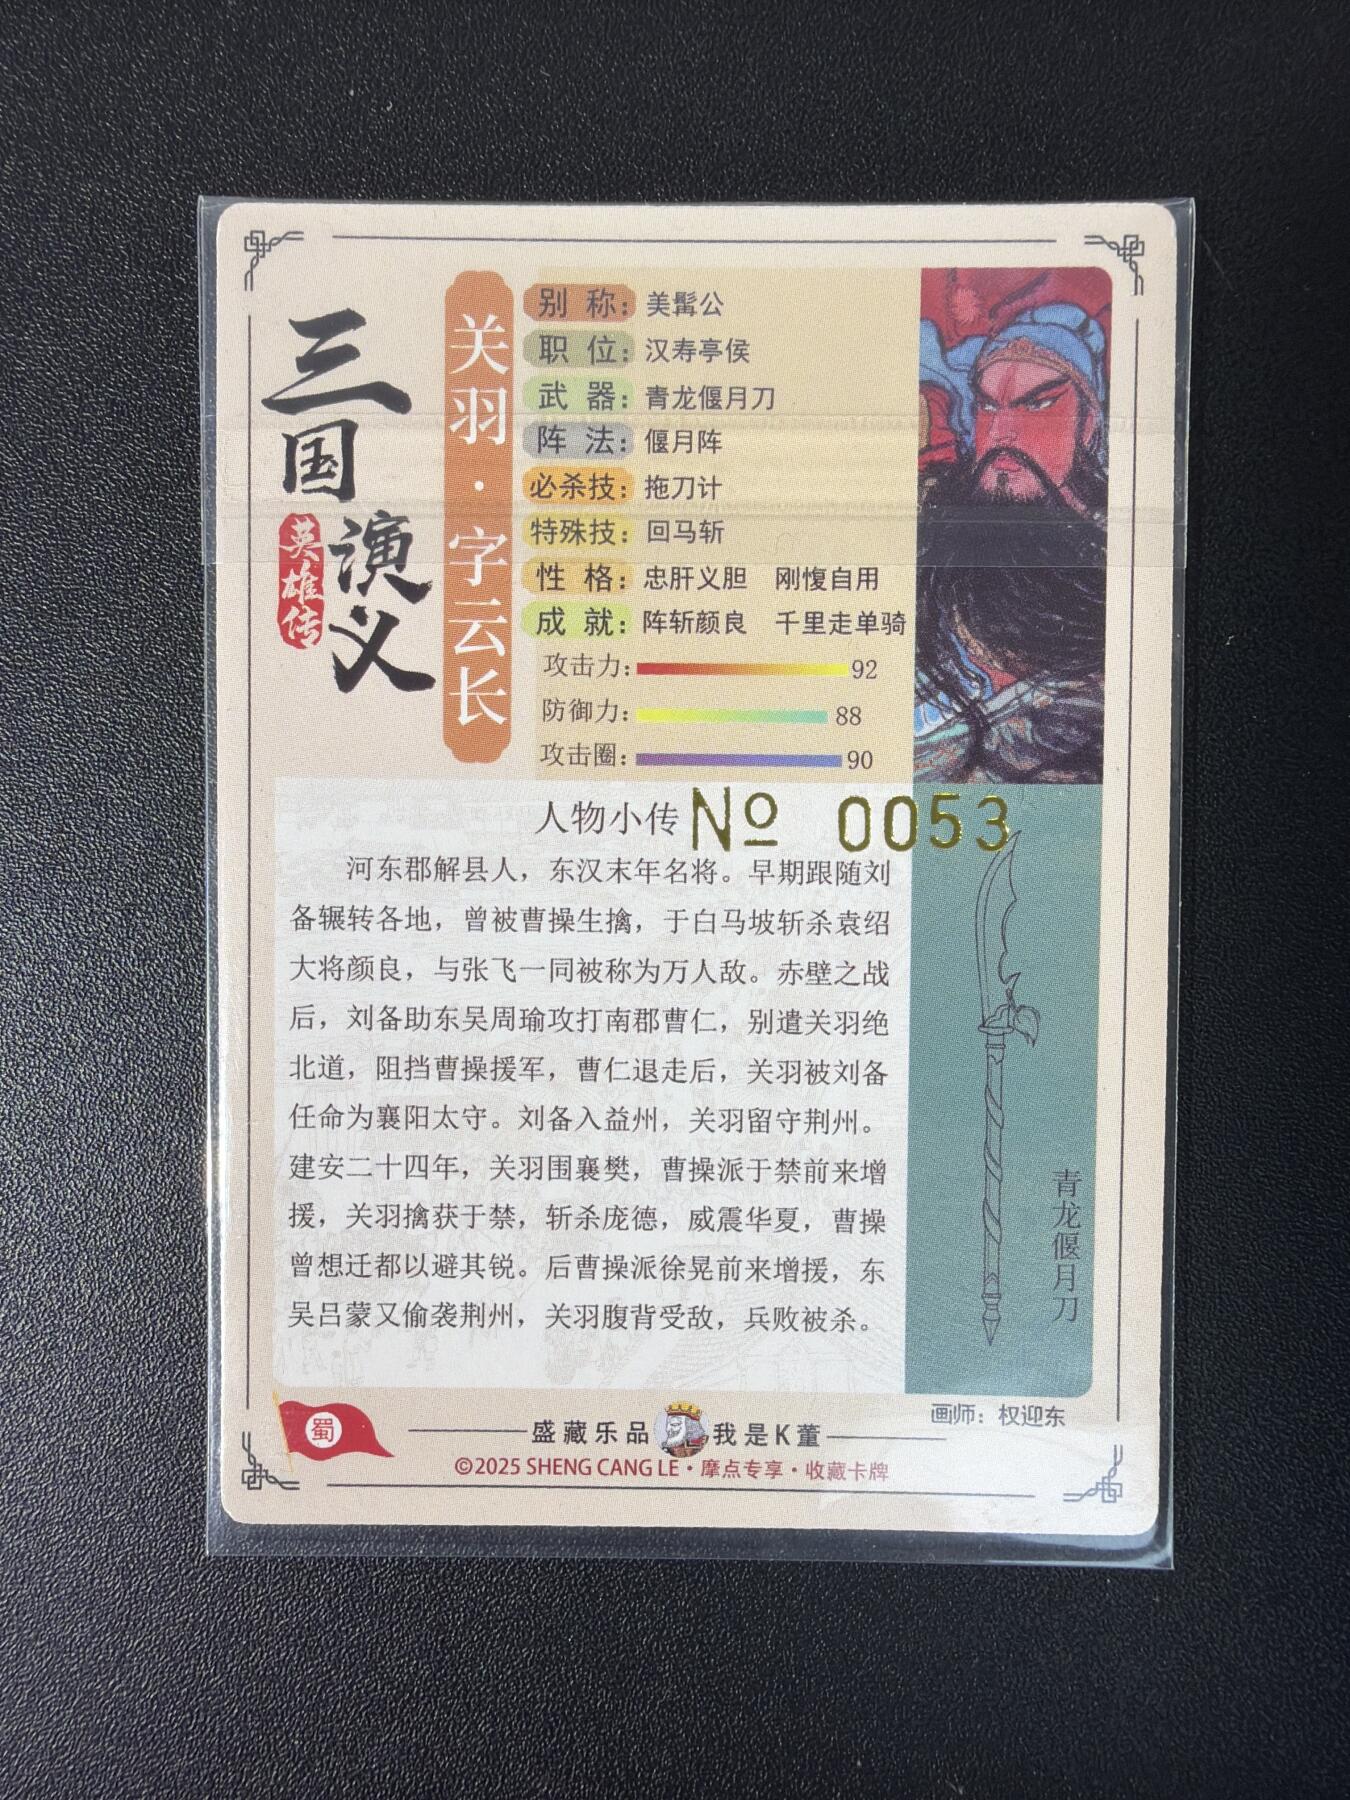 三国演义
英雄传
关羽·字云长
别称：美髯公
职位：汉寿亭侯
武器：青龙偃月刀
阵法：偃月阵
必杀技：拖刀计
特殊技：回马斩
性格：忠肝义胆 刚愎自用
成就：阵斩颜良 千里走单骑
攻击力：92
防御力：88
攻击圈：90
人物小传 № 0053
河东郡解县人，东汉末年名将。早期跟随刘
备辗转各地，曾被曹操生擒，于白马坡斩杀袁绍
大将颜良，与张飞一同被称为万人敌。赤壁之战
后，刘备助东吴周瑜攻打南郡曹仁，别遣关羽绝
北道，阻挡曹操援军，曹仁退走后，关羽被刘备
任命为襄阳太守。刘备入益州，关羽留守荆州。
建安二十四年，关羽围襄樊，曹操派于禁前来增
援，关羽擒获于禁，斩杀庞德，威震华夏，曹操
曾想迁都以避其锐。后曹操派徐晃前来增援，东
吴吕蒙又偷袭荆州，关羽腹背受敌，兵败被杀。
青龙偃月刀
画师：权迎东
蜀
盛藏乐品 我是K董
©2025 SHENG CANG LE·摩点专享·收藏卡牌